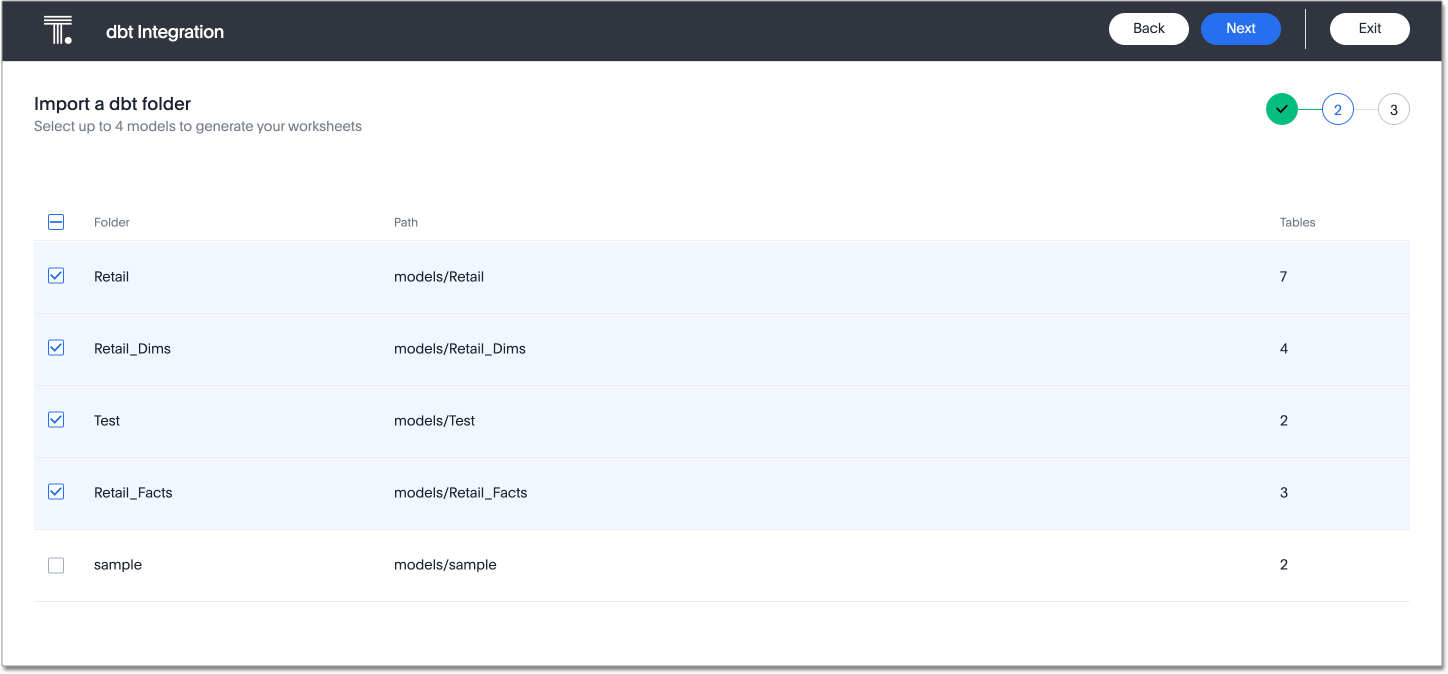 T. dbt Integration Back Next Exit
Import a dbt folder
Select up to 4 models to generate your worksheets
2 3
Folder Path Tables
Retail models/Retail 7
Retail_Dims models/Retail_Dims 4
Test models/Test 2
Retail_Facts models/Retail_Facts 3
sample models/sample 2